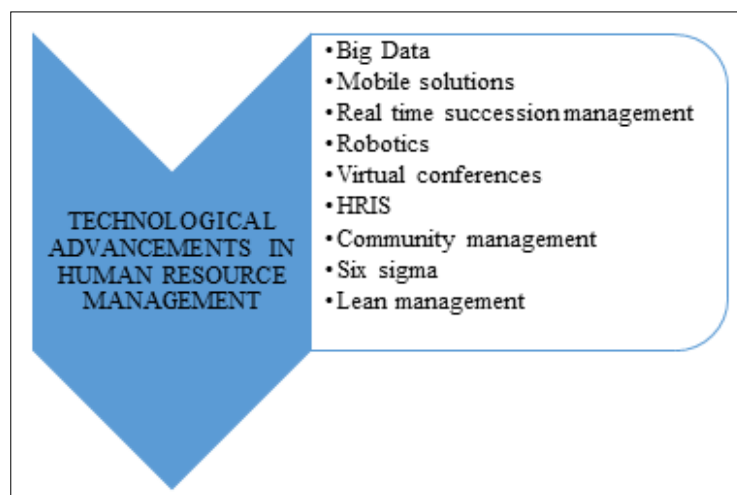 TECHNOLOGICAL
ADVANCEMENTS IN
HUMAN RESOURCE
MANAGEMENT
•Big Data
•Mobile solutions
•Real time succession management
•Robotics
•Virtual conferences
•HRIS
•Community management
•Six sigma
•Lean management